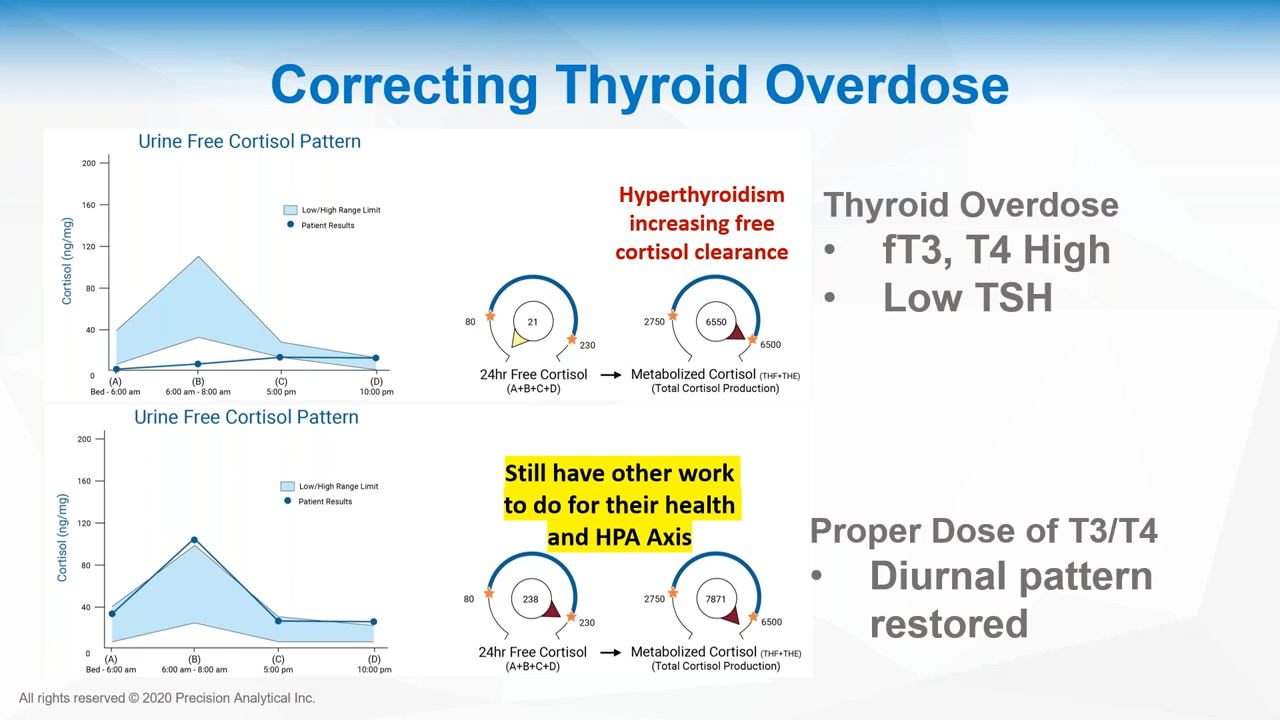 Correcting Thyroid Overdose
Urine Free Cortisol Pattern
Cortisol (ng/mg)
200
160
120
80
40
0
Low/High Range Limit
Patient Results
(A)
Bed - 6:00 am
(B)
6:00 am - 8:00 am
(C)
5:00 pm
(D)
10:00 pm
Hyperthyroidism
increasing free
cortisol clearance
80
21
230
24hr Free Cortisol
(A+B+C+D)
2750
6550
6500
Metabolized Cortisol (THF+THE)
(Total Cortisol Production)
Thyroid Overdose
• fT3, T4 High
• Low TSH
Urine Free Cortisol Pattern
Cortisol (ng/mg)
200
160
120
80
40
0
Low/High Range Limit
Patient Results
(A)
Bed - 6:00 am
(B)
6:00 am - 8:00 am
(C)
5:00 pm
(D)
10:00 pm
Still have other work
to do for their health
and HPA Axis
80
238
230
24hr Free Cortisol
(A+B+C+D)
2750
7871
6500
Metabolized Cortisol (THF+THE)
(Total Cortisol Production)
Proper Dose of T3/T4
• Diurnal pattern
restored
All rights reserved © 2020 Precision Analytical Inc.